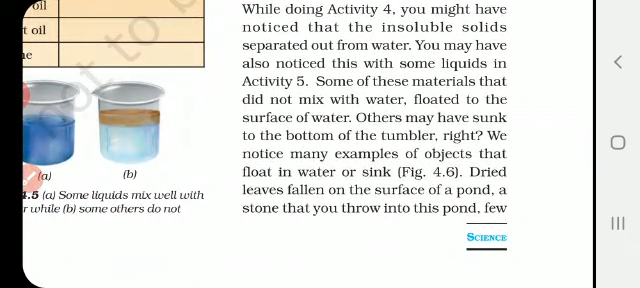 oil
t oil
ne
(a)
(b)
4.5 (a) Some liquids mix well with
r while (b) some others do not
While doing Activity 4, you might have
noticed that the insoluble solids
separated out from water. You may have
also noticed this with some liquids in
Activity 5. Some of these materials that
did not mix with water, floated to the
surface of water. Others may have sunk
to the bottom of the tumbler, right? We
notice many examples of objects that
float in water or sink (Fig. 4.6). Dried
leaves fallen on the surface of a pond, a
stone that you throw into this pond, few
SCIENCE
not to b